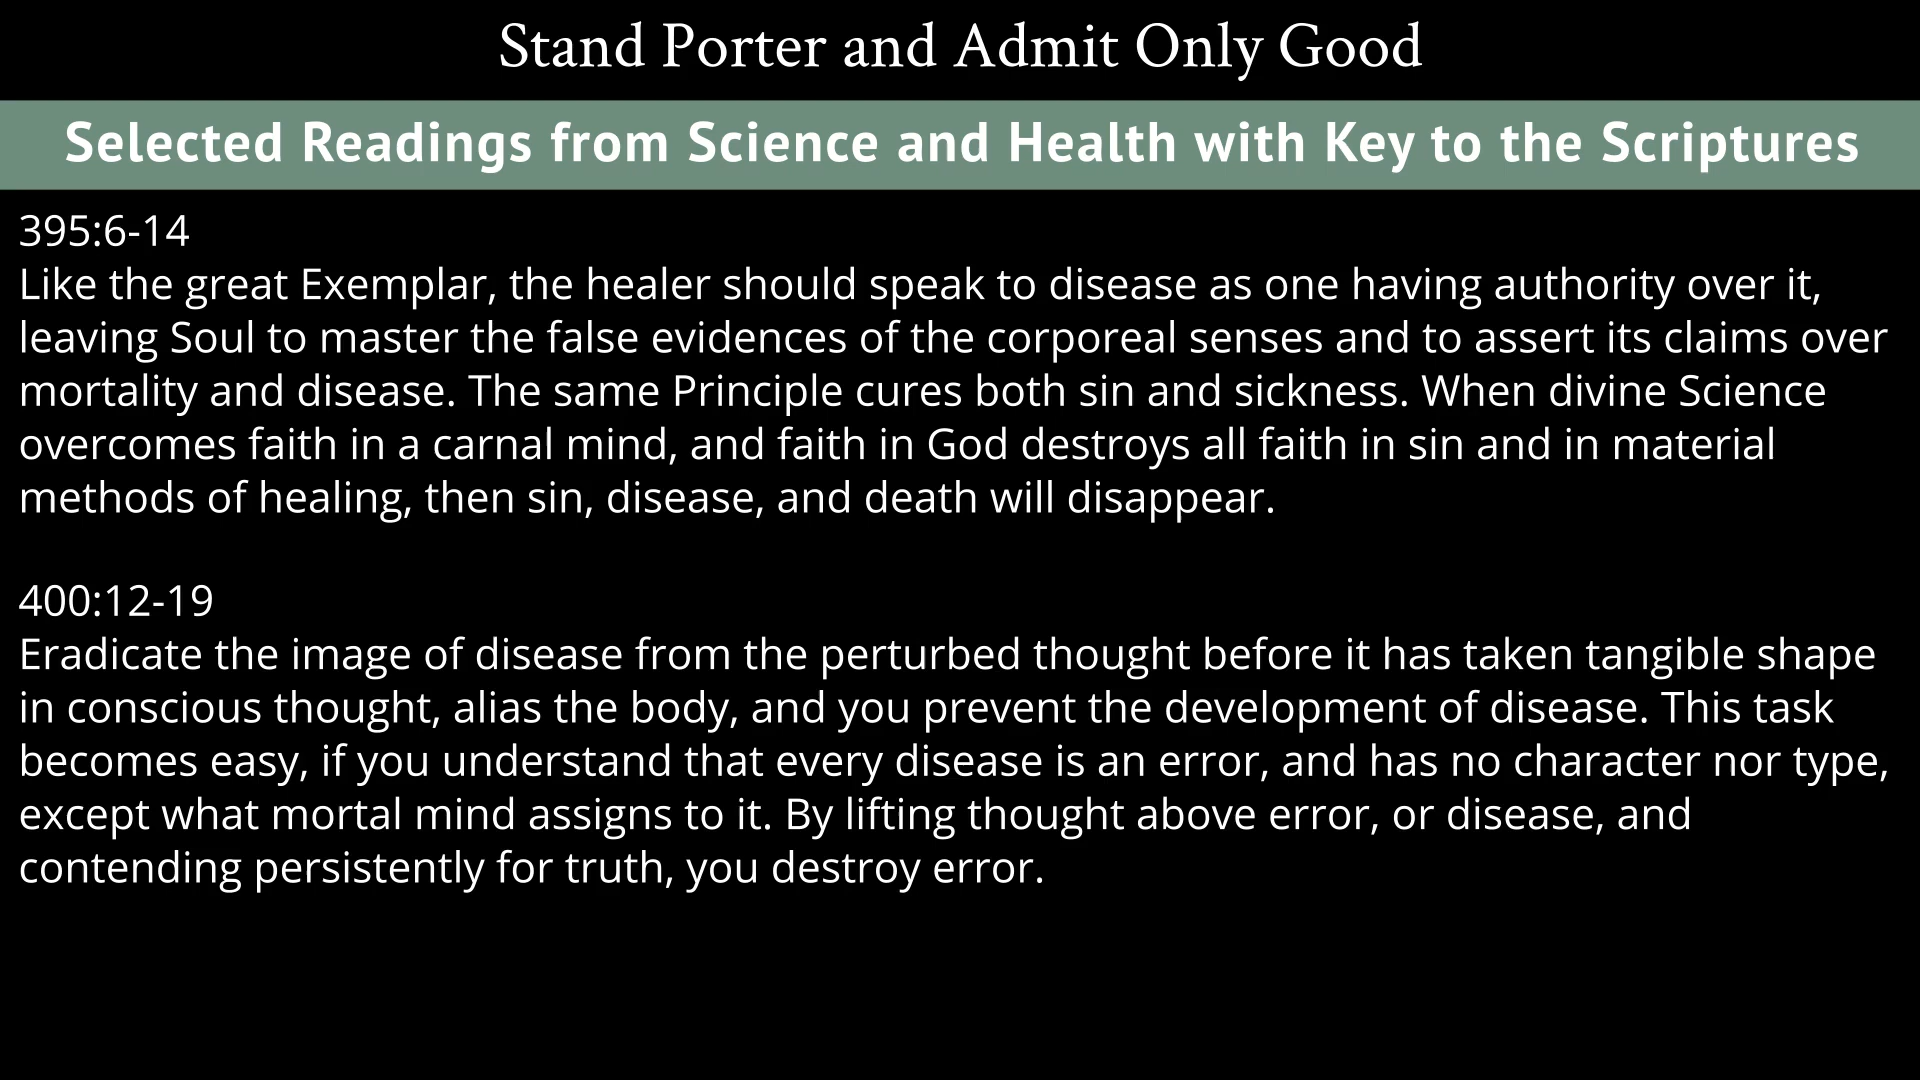 Stand Porter and Admit Only Good
Selected Readings from Science and Health with Key to the Scriptures
395:6-14
Like the great Exemplar, the healer should speak to disease as one having authority over it,
leaving Soul to master the false evidences of the corporeal senses and to assert its claims over
mortality and disease. The same Principle cures both sin and sickness. When divine Science
overcomes faith in a carnal mind, and faith in God destroys all faith in sin and in material
methods of healing, then sin, disease, and death will disappear.
400:12-19
Eradicate the image of disease from the perturbed thought before it has taken tangible shape
in conscious thought, alias the body, and you prevent the development of disease. This task
becomes easy, if you understand that every disease is an error, and has no character nor type,
except what mortal mind assigns to it. By lifting thought above error, or disease, and
contending persistently for truth, you destroy error.